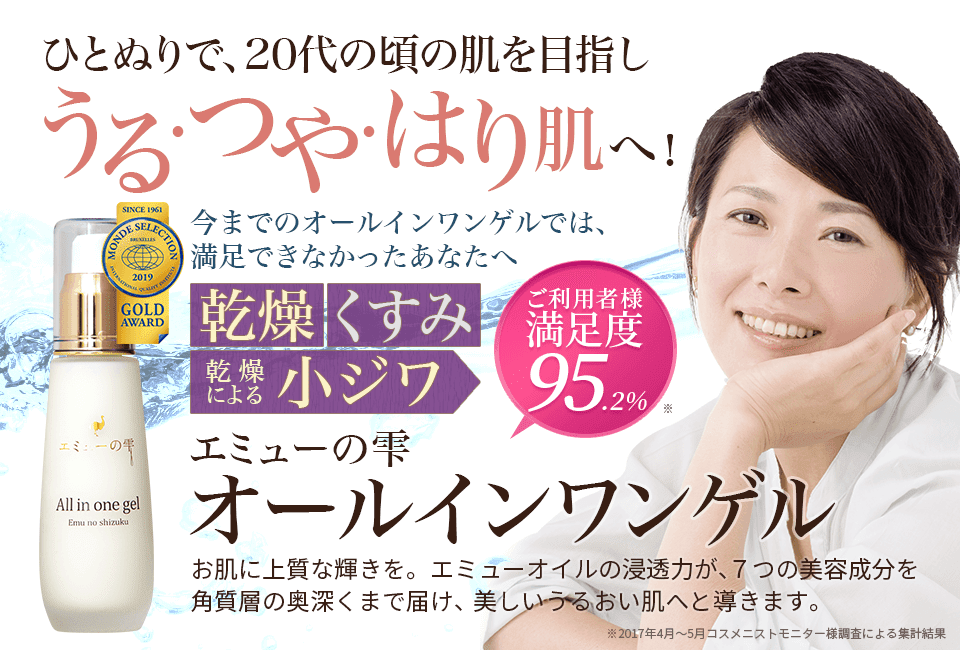 ひとぬりで、20代の頃の肌を目指し
うる・つや・はり肌へ！
SINCE 1961
MONDE SELECTION
BRUXELLES
INTERNATIONAL QUALITY INSTITUTE
2019
GOLD
AWARD
今までのオールインワンゲルでは、
満足できなかったあなたへ
乾燥 くすみ
乾燥
による 小ジワ
ご利用者様
満足度
95.2% ※
エミューの雫
All in one gel
Emu no shizuku
エミューの雫
オールインワンゲル
お肌に上質な輝きを。エミューオイルの浸透力が、7つの美容成分を
角質層の奥深くまで届け、美しいうるおい肌へと導きます。
※2017年4月～5月コスメニストモニター様調査による集計結果